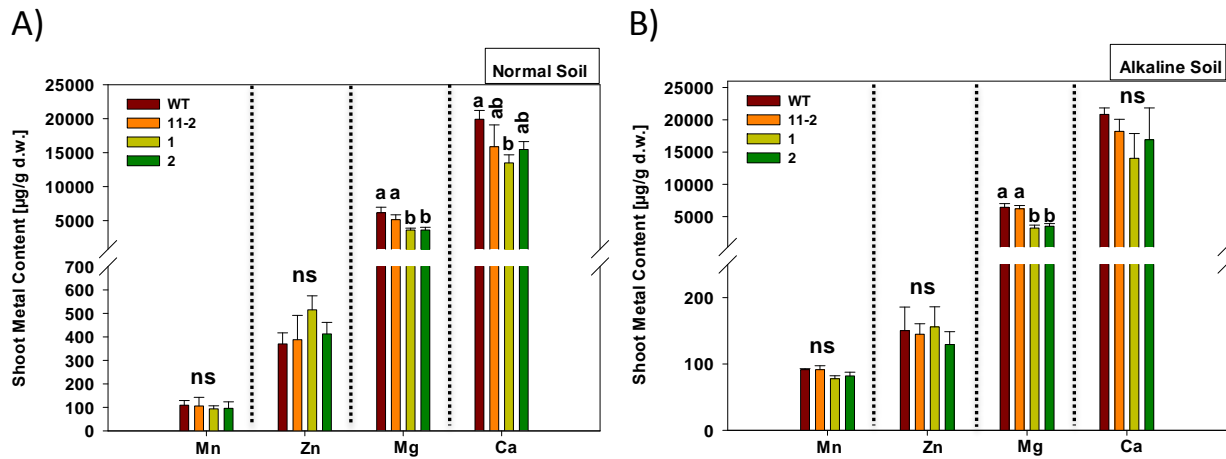 A)
Normal Soil
Shoot Metal Content [µg/g d.w.]
25000
20000
15000
10000
5000
700
600
500
400
300
200
100
0
WT
11-2
1
2
ns
ns
a a b b
a ab b ab
Mn Zn Mg Ca
B)
Alkaline Soil
Shoot Metal Content [µg/g d.w.]
25000
20000
15000
10000
5000
200
100
0
WT
11-2
1
2
ns
ns
a a b b
ns
Mn Zn Mg Ca